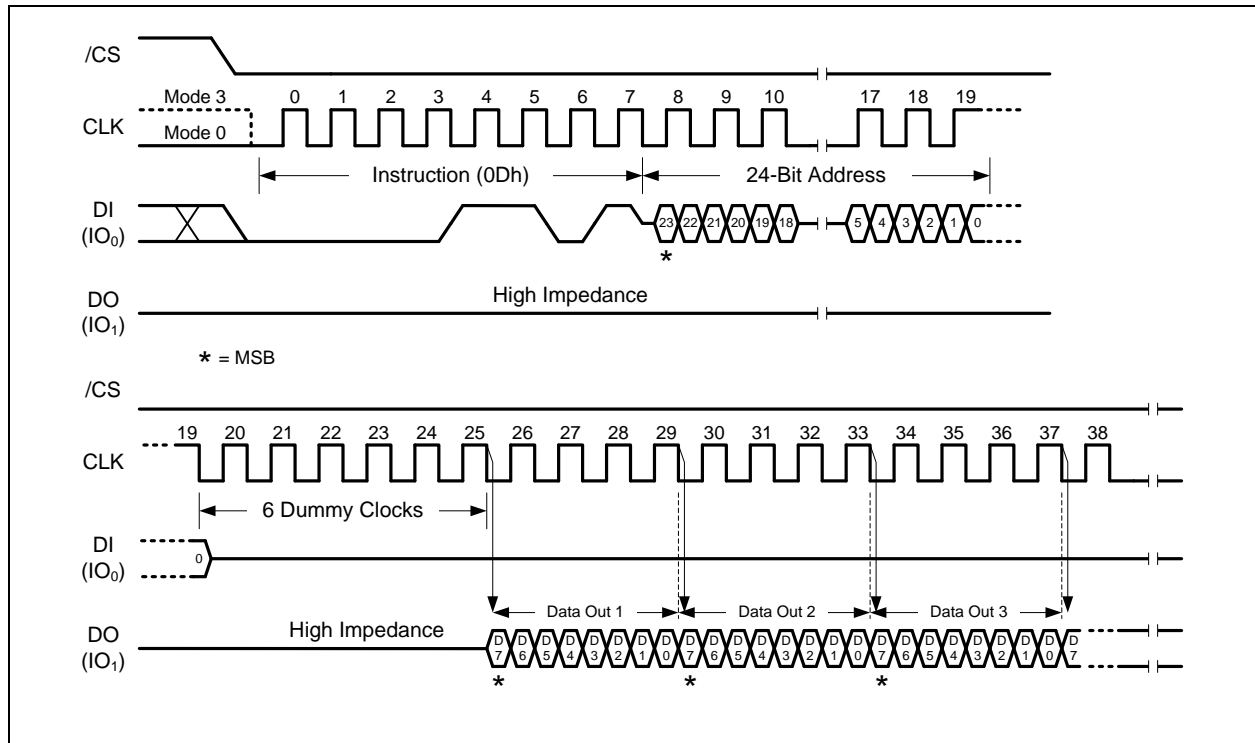 /CS
Mode 3
0 1 2 3 4 5 6 7 8 9 10 17 18 19
CLK
Mode 0
Instruction (0Dh) 24-Bit Address
DI
(IO₀)
23 22 21 20 19 18 5 4 3 2 1 0
*
DO
(IO₁)
High Impedance
* = MSB
/CS
19 20 21 22 23 24 25 26 27 28 29 30 31 32 33 34 35 36 37 38
CLK
6 Dummy Clocks
DI
(IO₀)
0
Data Out 1 Data Out 2 Data Out 3
DO
(IO₁)
High Impedance
D7 D6 D5 D4 D3 D2 D1 D0 D7 D6 D5 D4 D3 D2 D1 D0 D7 D6 D5 D4 D3 D2 D1 D0 D7
* * *